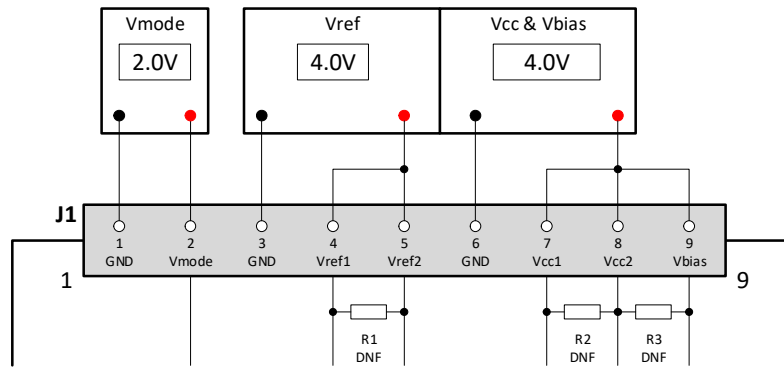 Vmode
2.0V
Vref
4.0V
Vcc & Vbias
4.0V
J1
1
GND
2
Vmode
3
GND
4
Vref1
5
Vref2
6
GND
7
Vcc1
8
Vcc2
9
Vbias
1
9
R1
DNF
R2
DNF
R3
DNF